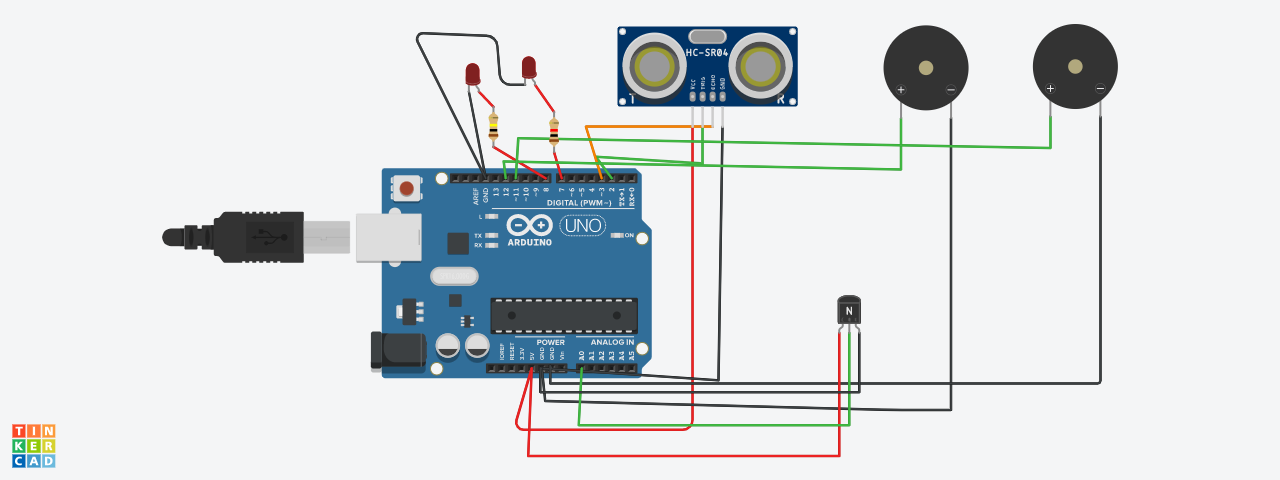 HC-SR04
VCC
TRIG
ECHO
GND
T
R
+
−
+
−
AREF
GND
13
12
~11
~10
~9
8
7
~6
~5
4
~3
2
TX→1
RX←0
DIGITAL (PWM~)
L
TX
RX
ARDUINO
UNO
ON
N
POWER
ANALOG IN
IOREF
RESET
3.3V
5V
GND
GND
Vin
A0
A1
A2
A3
A4
A5
TIN
KER
CAD